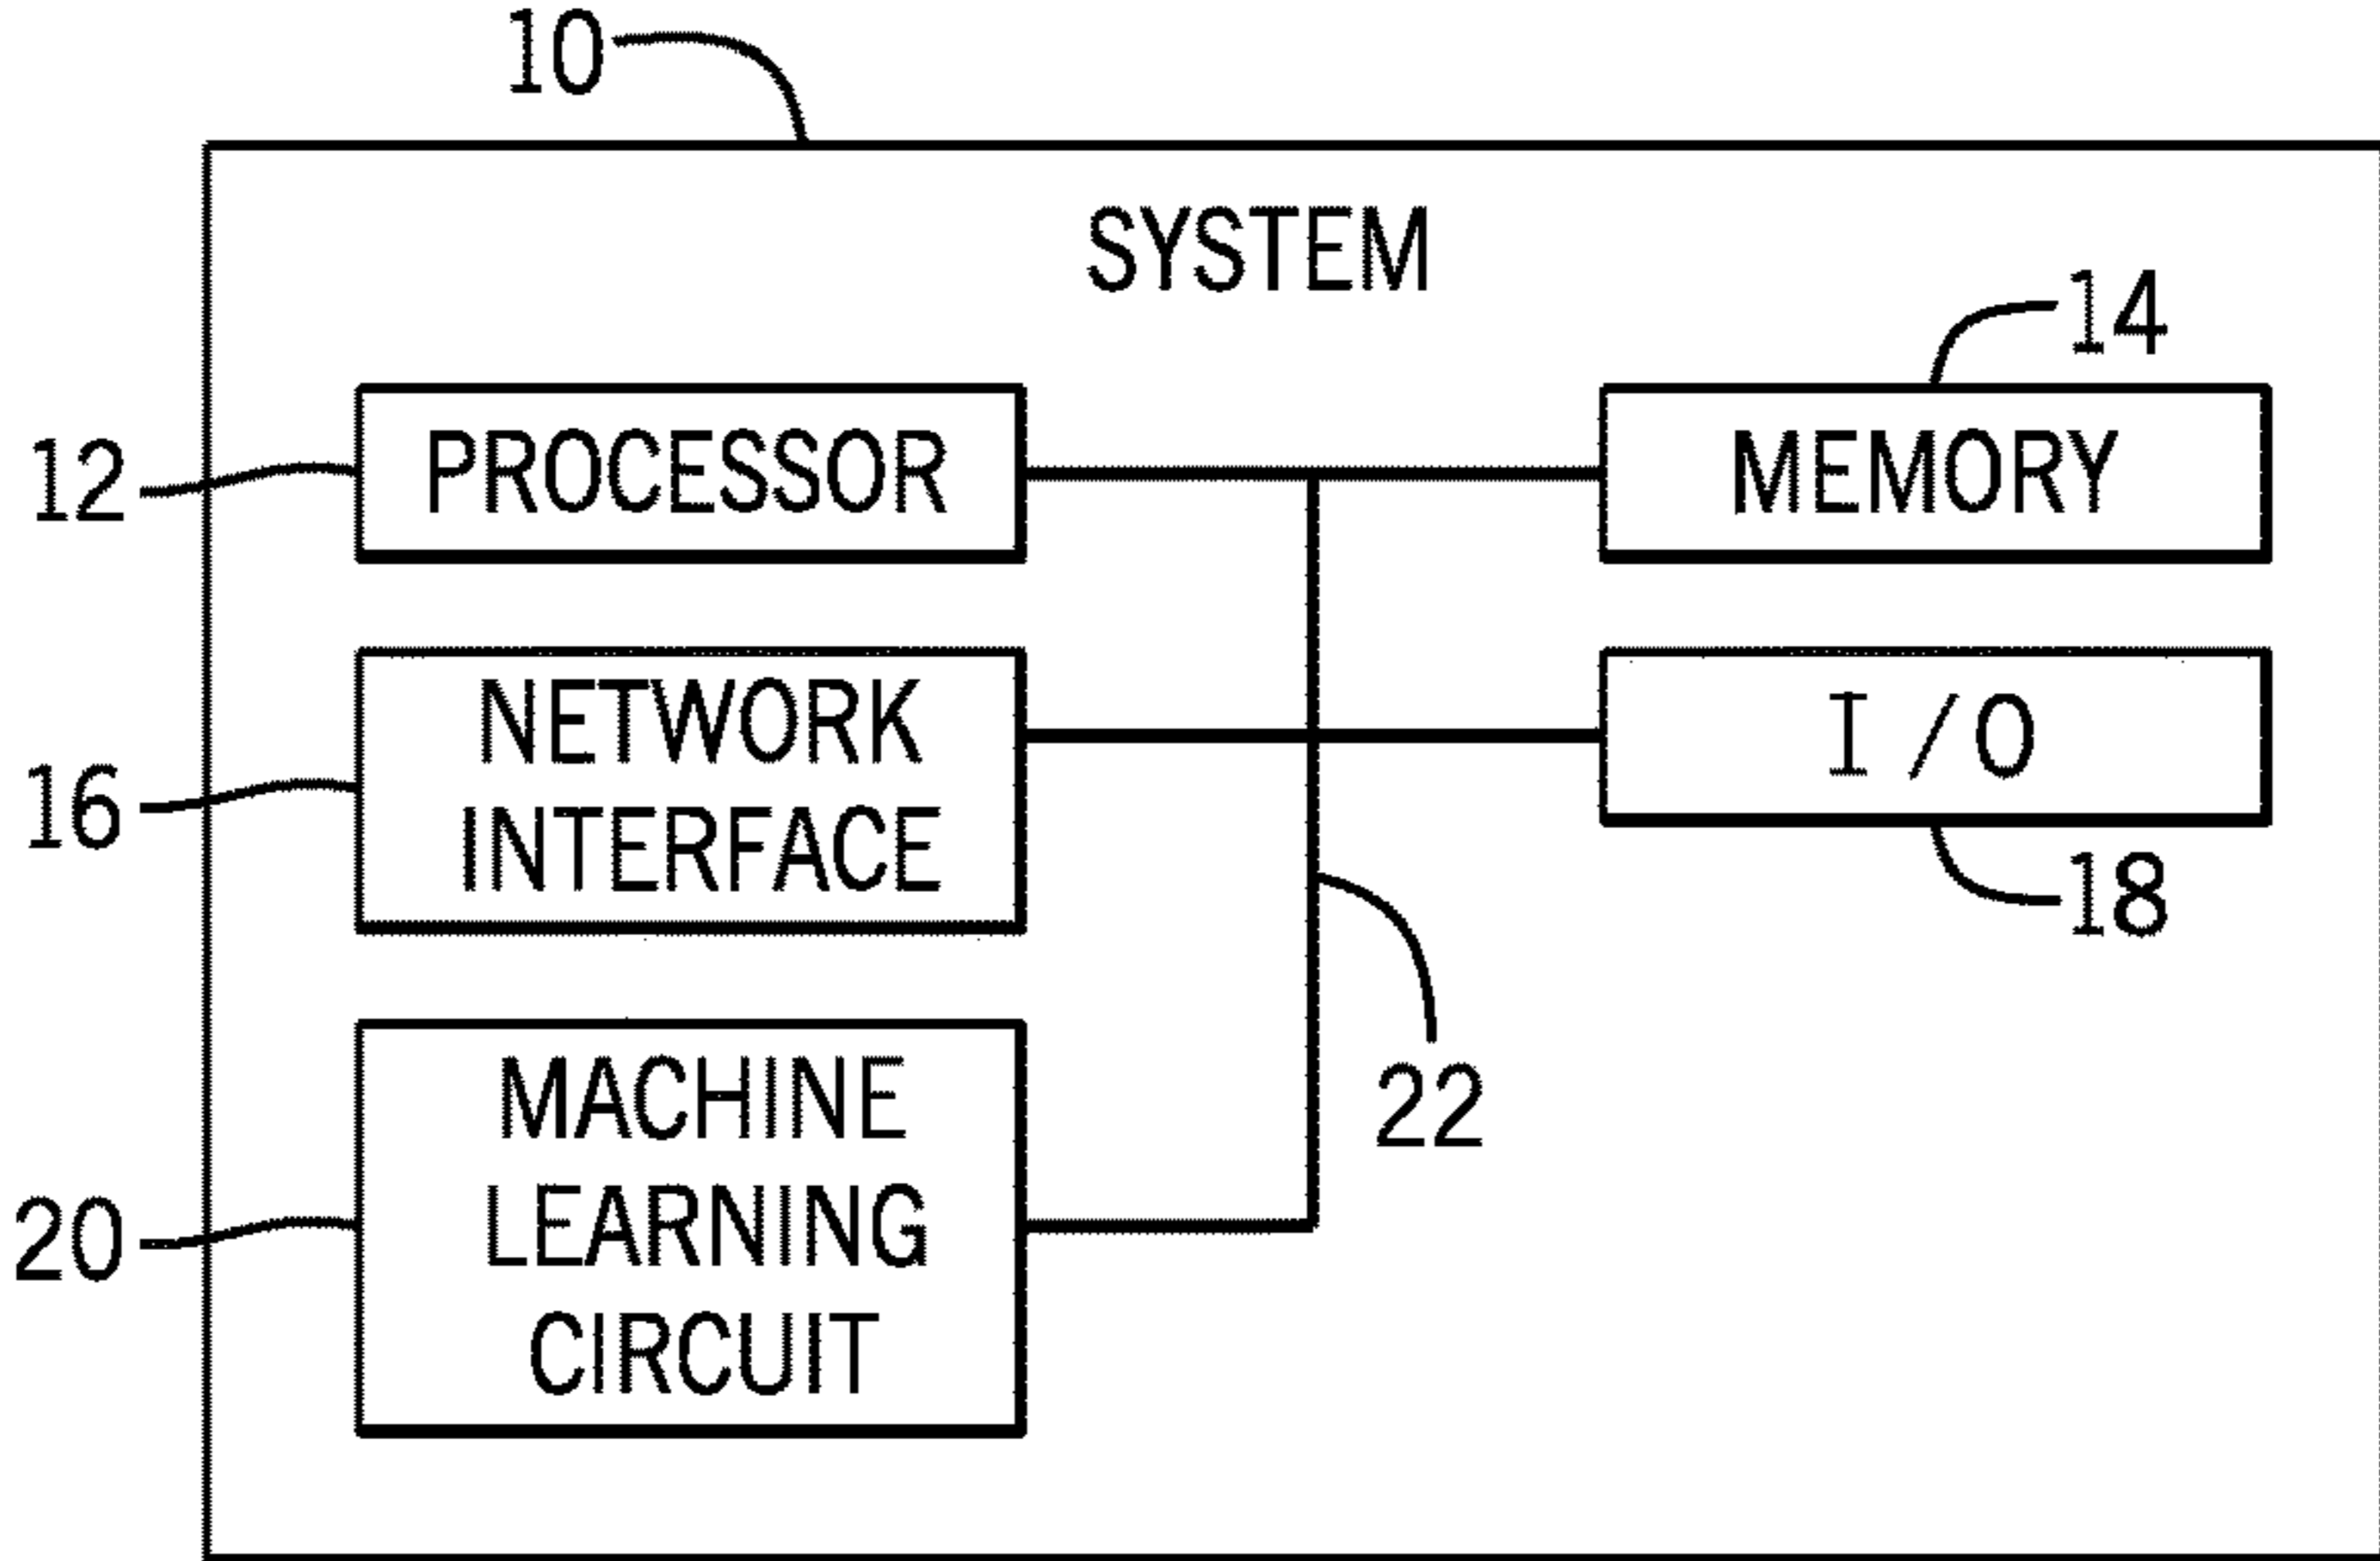 10
SYSTEM
14
12
PROCESSOR
MEMORY
16
NETWORK
INTERFACE
I/O
18
22
20
MACHINE
LEARNING
CIRCUIT